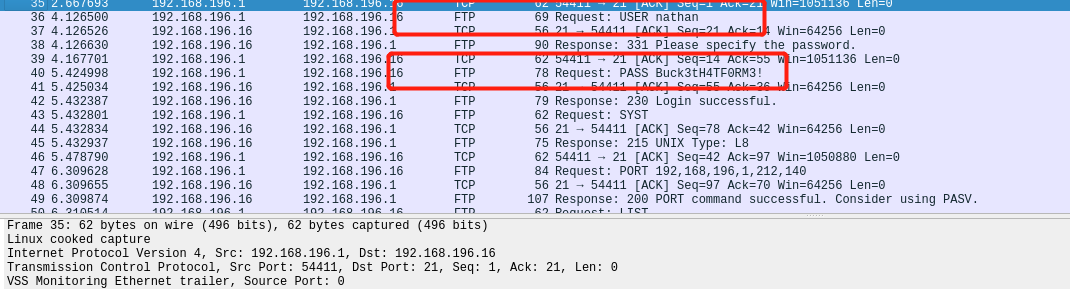 35 2.667693 192.168.196.1 192.168.196.16 TCP 62 54411 → 21 [ACK] Seq=1 Ack=21 Win=1051136 Len=0
36 4.126500 192.168.196.1 192.168.196.16 FTP 69 Request: USER nathan
37 4.126526 192.168.196.16 192.168.196.1 TCP 56 21 → 54411 [ACK] Seq=21 Ack=14 Win=64256 Len=0
38 4.126630 192.168.196.16 192.168.196.1 FTP 90 Response: 331 Please specify the password.
39 4.167701 192.168.196.1 192.168.196.16 TCP 62 54411 → 21 [ACK] Seq=14 Ack=55 Win=1051136 Len=0
40 5.424998 192.168.196.1 192.168.196.16 FTP 78 Request: PASS Buck3tH4TF0RM3!
41 5.425034 192.168.196.16 192.168.196.1 TCP 56 21 → 54411 [ACK] Seq=55 Ack=36 Win=64256 Len=0
42 5.432387 192.168.196.16 192.168.196.1 FTP 79 Response: 230 Login successful.
43 5.432801 192.168.196.1 192.168.196.16 FTP 62 Request: SYST
44 5.432834 192.168.196.16 192.168.196.1 TCP 56 21 → 54411 [ACK] Seq=78 Ack=42 Win=64256 Len=0
45 5.432937 192.168.196.16 192.168.196.1 FTP 75 Response: 215 UNIX Type: L8
46 5.478790 192.168.196.1 192.168.196.16 TCP 62 54411 → 21 [ACK] Seq=42 Ack=97 Win=1050880 Len=0
47 6.309628 192.168.196.1 192.168.196.16 FTP 84 Request: PORT 192,168,196,1,212,140
48 6.309655 192.168.196.16 192.168.196.1 TCP 56 21 → 54411 [ACK] Seq=97 Ack=70 Win=64256 Len=0
49 6.309874 192.168.196.16 192.168.196.1 FTP 107 Response: 200 PORT command successful. Consider using PASV.
50 6.310514 192.168.196.1 192.168.196.16 FTP 62 Request: LIST
Frame 35: 62 bytes on wire (496 bits), 62 bytes captured (496 bits)
Linux cooked capture
Internet Protocol Version 4, Src: 192.168.196.1, Dst: 192.168.196.16
Transmission Control Protocol, Src Port: 54411, Dst Port: 21, Seq: 1, Ack: 21, Len: 0
VSS Monitoring Ethernet trailer, Source Port: 0